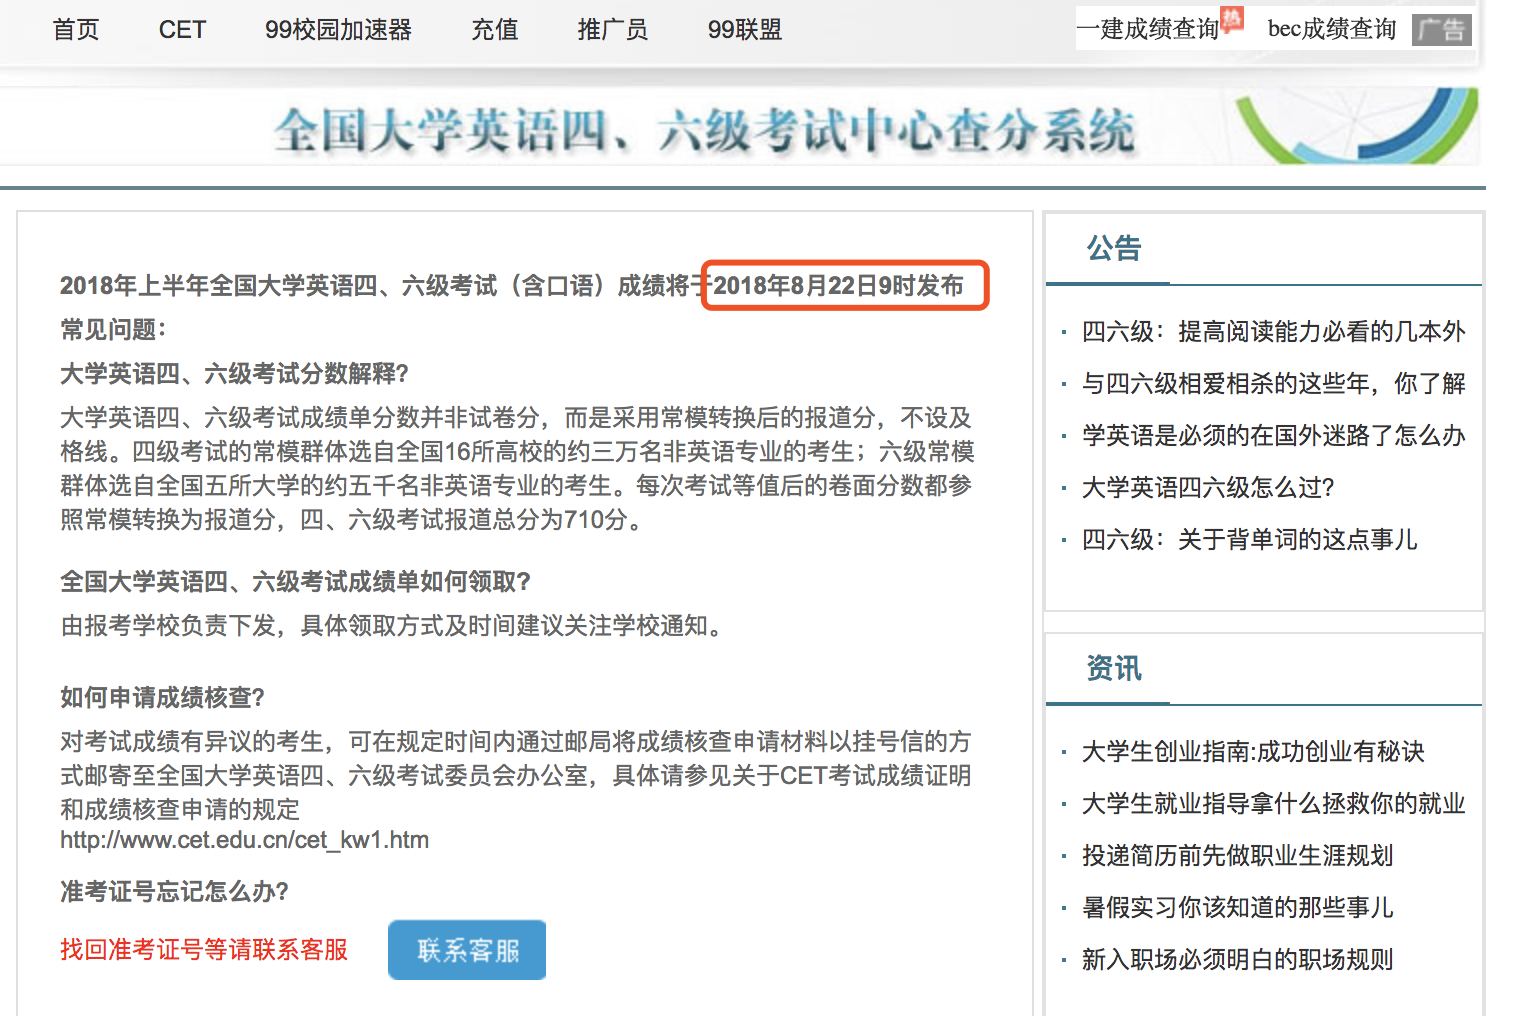 首页 CET 99校园加速器 充值 推广员 99联盟 一建成绩查询 热 bec成绩查询 广告
全国大学英语四、六级考试中心查分系统
2018年上半年全国大学英语四、六级考试（含口语）成绩将于2018年8月22日9时发布
常见问题：
大学英语四、六级考试分数解释?
大学英语四、六级考试成绩单分数并非试卷分，而是采用常模转换后的报道分，不设及
格线。四级考试的常模群体选自全国16所高校的约三万名非英语专业的考生；六级常模
群体选自全国五所大学的约五千名非英语专业的考生。每次考试等值后的卷面分数都参
照常模转换为报道分，四、六级考试报道总分为710分。
全国大学英语四、六级考试成绩单如何领取?
由报考学校负责下发，具体领取方式及时间建议关注学校通知。
如何申请成绩核查?
对考试成绩有异议的考生，可在规定时间内通过邮局将成绩核查申请材料以挂号信的方
式邮寄至全国大学英语四、六级考试委员会办公室，具体请参见关于CET考试成绩证明
和成绩核查申请的规定
http://www.cet.edu.cn/cet_kw1.htm
准考证号忘记怎么办?
找回准考证号等请联系客服 联系客服
公告
· 四六级：提高阅读能力必看的几本外
· 与四六级相爱相杀的这些年，你了解
· 学英语是必须的在国外迷路了怎么办
· 大学英语四六级怎么过?
· 四六级：关于背单词的这点事儿
资讯
· 大学生创业指南:成功创业有秘诀
· 大学生就业指导拿什么拯救你的就业
· 投递简历前先做职业生涯规划
· 暑假实习你该知道的那些事儿
· 新入职场必须明白的职场规则